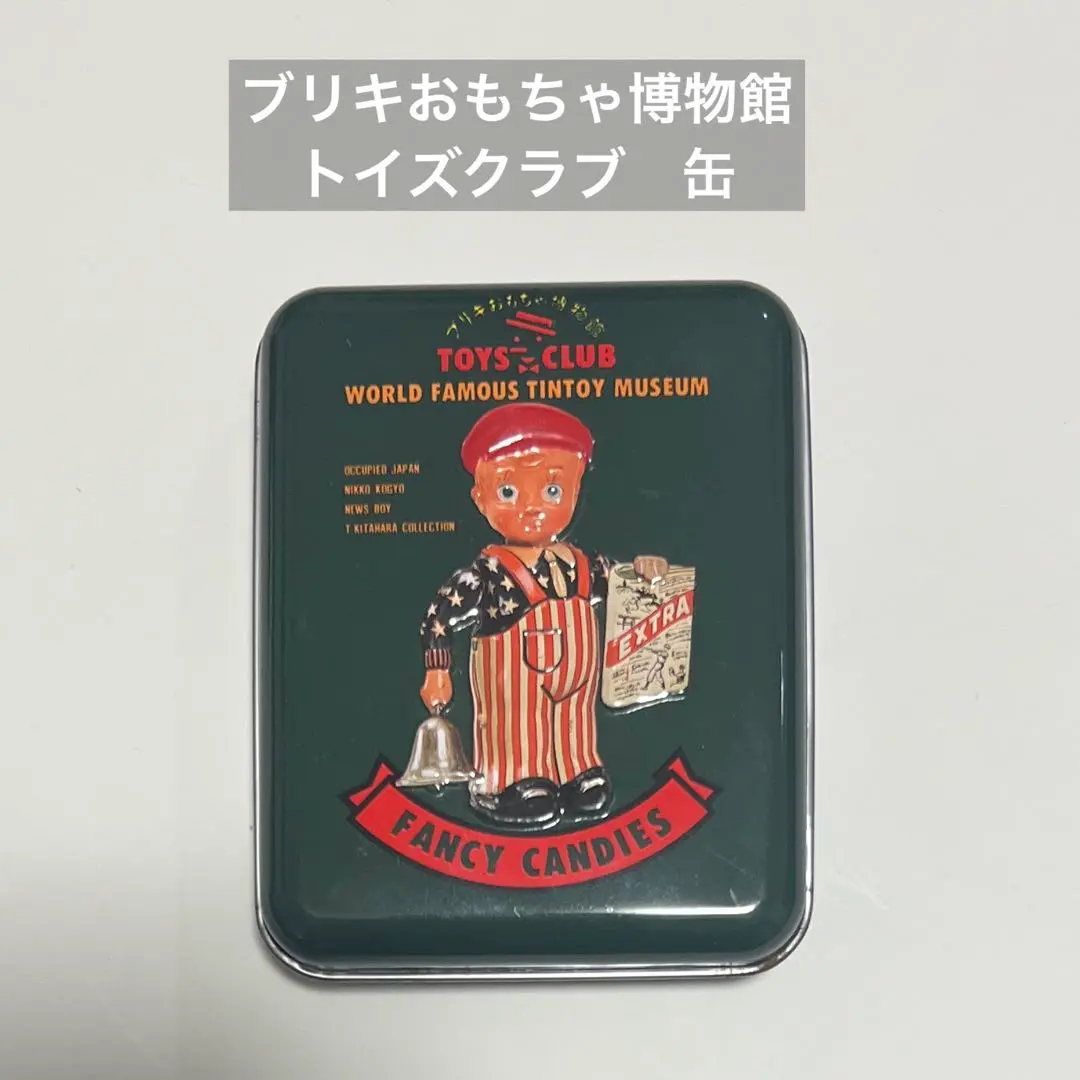 ブリキおもちゃ博物館
トイズクラブ 缶
ブリキおもちゃ博物館
TOYS CLUB
WORLD FAMOUS TINTOY MUSEUM
OCCUPIED JAPAN
NIKKO KOGYO
NEWS BOY
T.KITAHARA COLLECTION
EXTRA
FANCY CANDIES